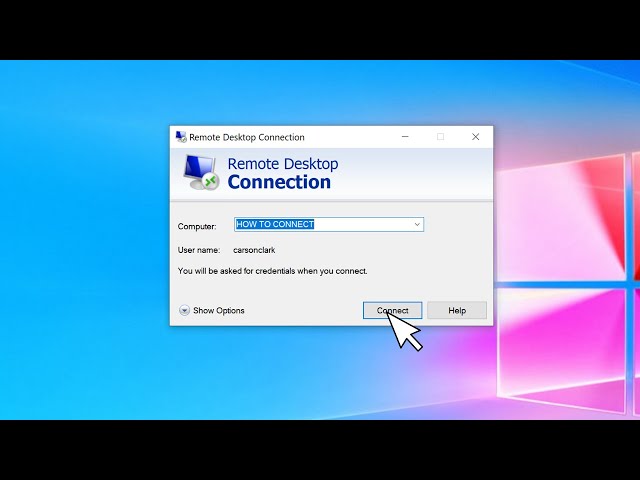 Remote Desktop Connection
Remote Desktop
Connection
Computer: HOW TO CONNECT
User name: carsonclark
You will be asked for credentials when you connect.
Show Options Connect Help